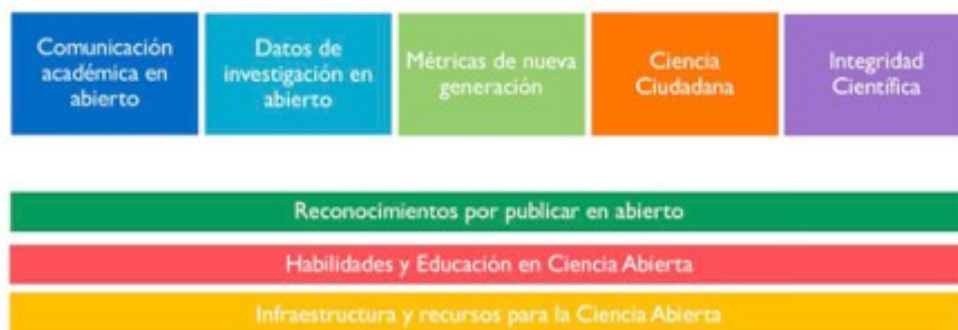 Comunicación
académica en
abierto
Datos de
investigación en
abierto
Métricas de nueva
generación
Ciencia
Ciudadana
Integridad
Científica
Reconocimientos por publicar en abierto
Habilidades y Educación en Ciencia Abierta
Infraestructura y recursos para la Ciencia Abierta